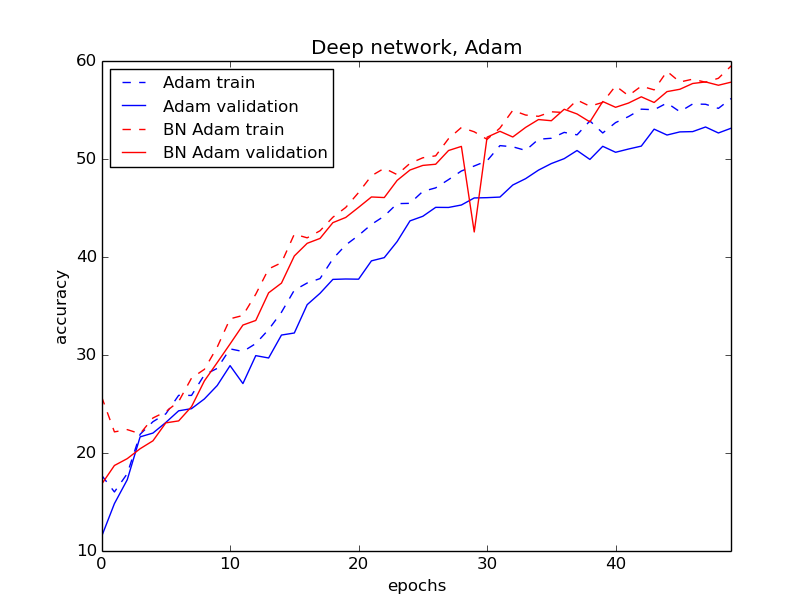 Deep network, Adam
60
50
40
30
20
10
accuracy
Adam train
Adam validation
BN Adam train
BN Adam validation
0
10
20
30
40
epochs